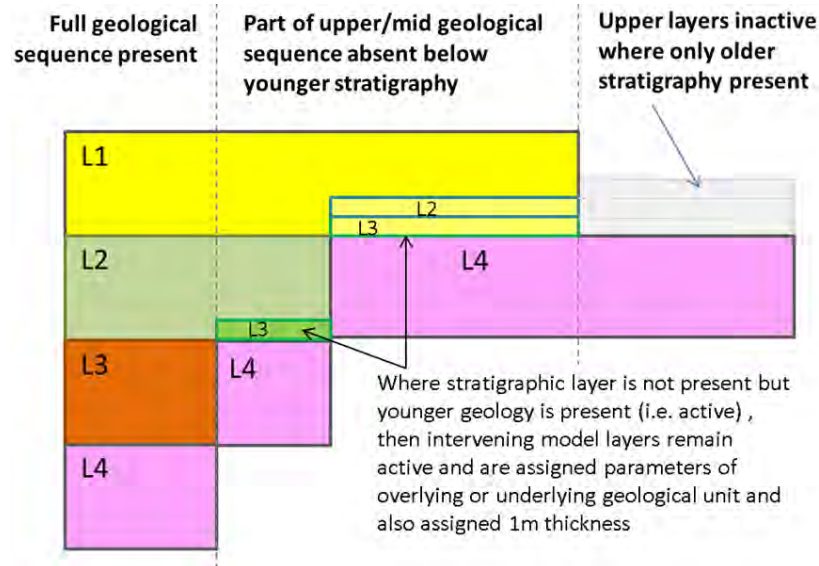 Full geological
sequence present
Part of upper/mid geological
sequence absent below
younger stratigraphy
Upper layers inactive
where only older
stratigraphy present
L1
L2
L3
L2
L4
L3
L3
L4
L4
Where stratigraphic layer is not present but
younger geology is present (i.e. active) ,
then intervening model layers remain
active and are assigned parameters of
overlying or underlying geological unit and
also assigned 1m thickness